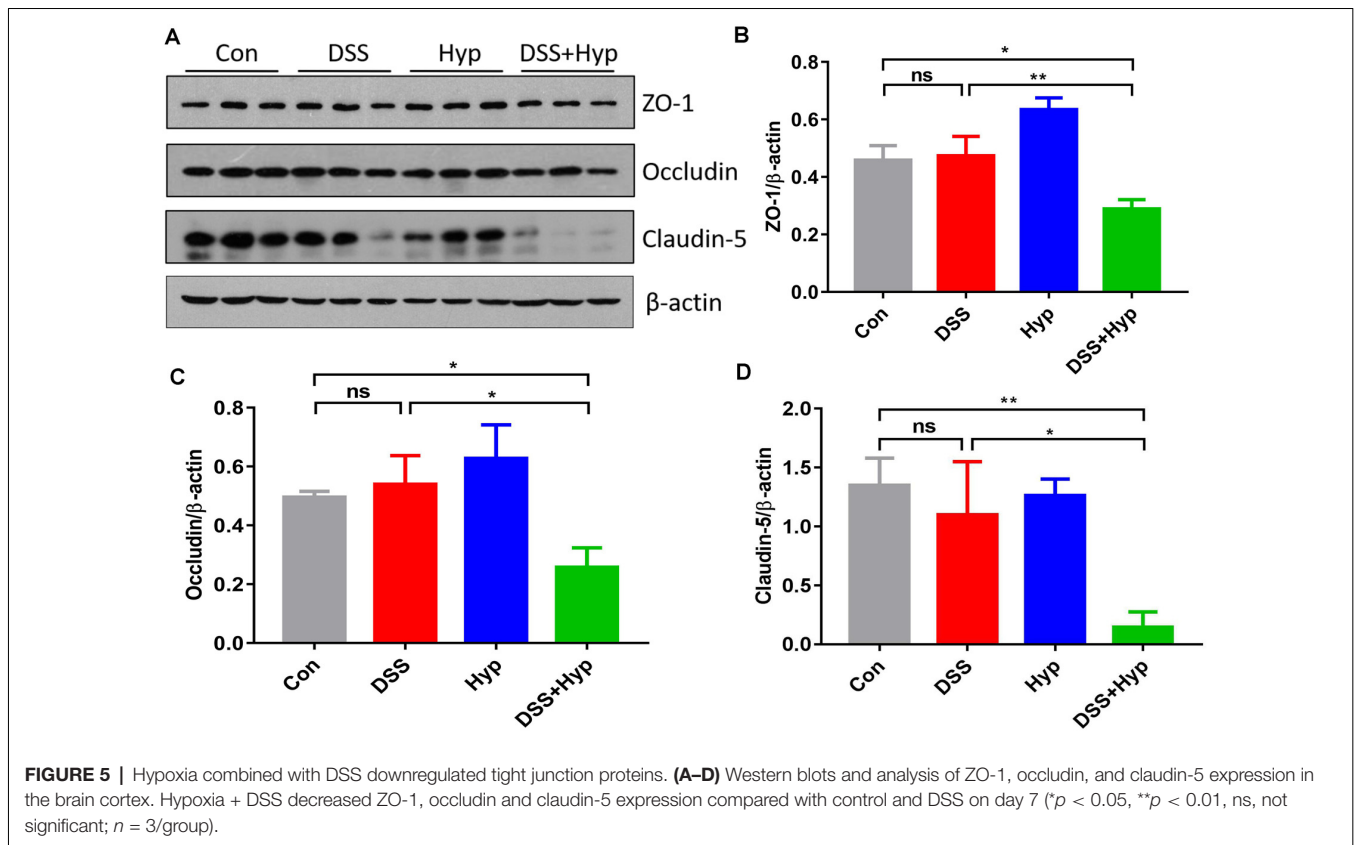 A
Con DSS Hyp DSS+Hyp
ZO-1
Occludin
Claudin-5
β-actin
B
*
ns **
ZO-1/β-actin
0.8
0.6
0.4
0.2
0.0
Con DSS Hyp DSS+Hyp
C
*
ns *
Occludin/β-actin
0.8
0.6
0.4
0.2
0.0
Con DSS Hyp DSS+Hyp
D
**
ns *
Claudin-5/β-actin
2.0
1.5
1.0
0.5
0.0
Con DSS Hyp DSS+Hyp
FIGURE 5 | Hypoxia combined with DSS downregulated tight junction proteins. (A–D) Western blots and analysis of ZO-1, occludin, and claudin-5 expression in
the brain cortex. Hypoxia + DSS decreased ZO-1, occludin and claudin-5 expression compared with control and DSS on day 7 (*p < 0.05, **p < 0.01, ns, not
significant; n = 3/group).